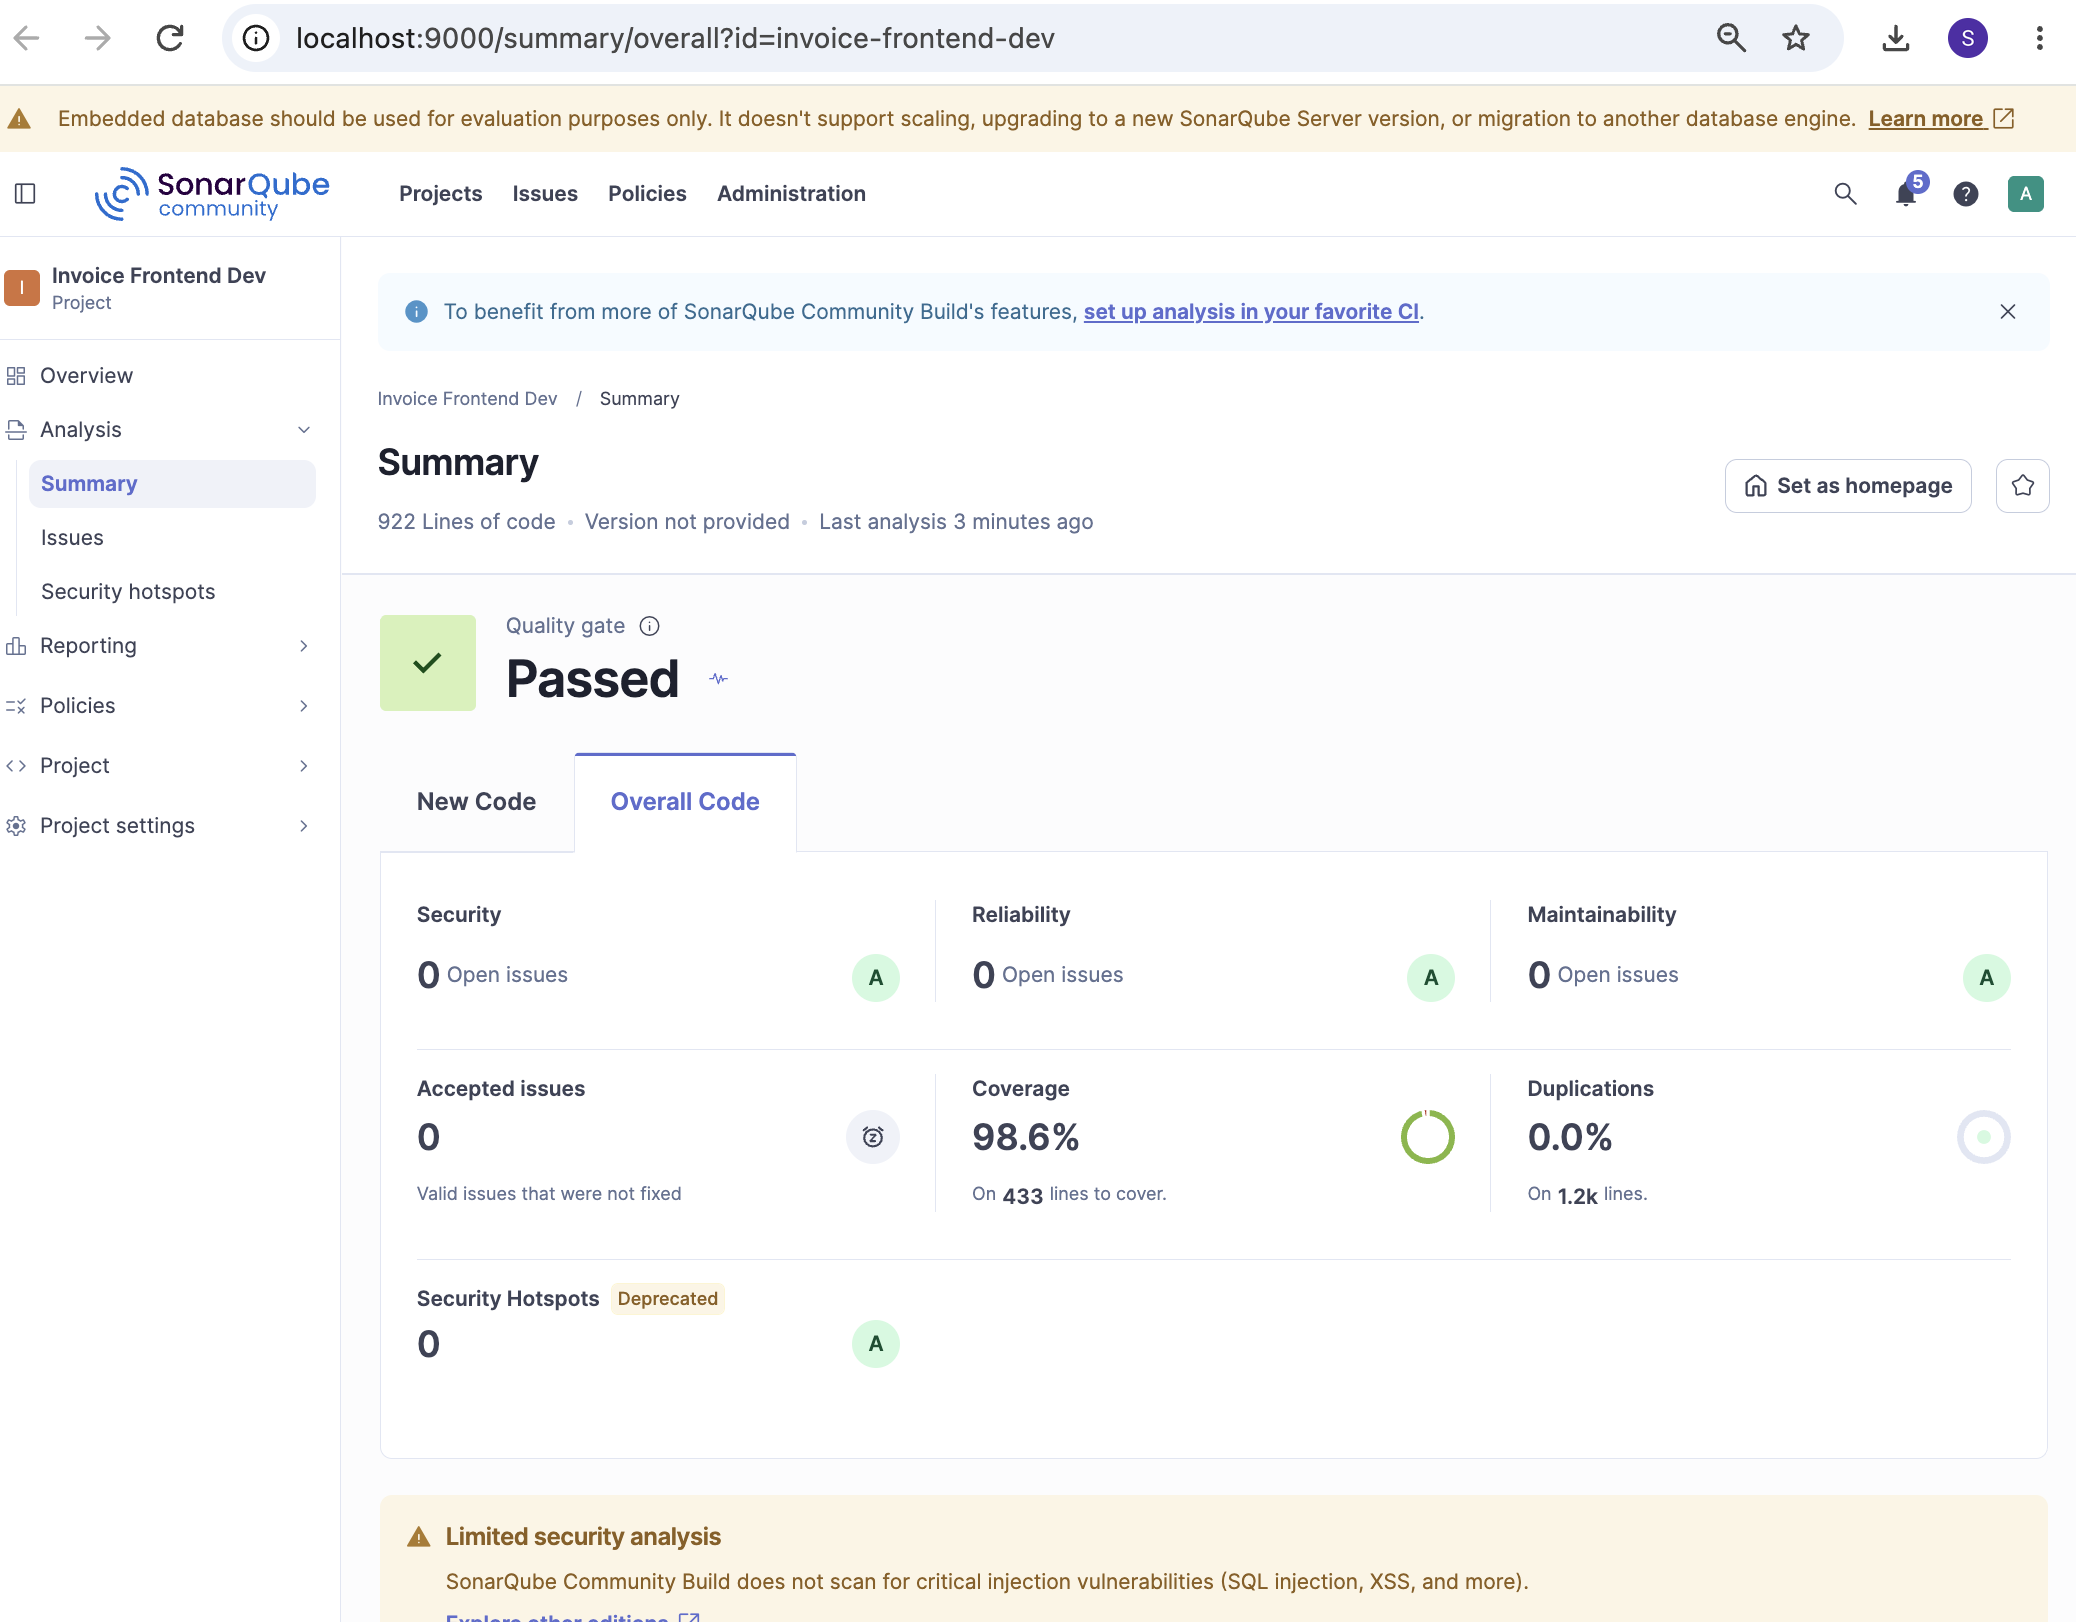 localhost:9000/summary/overall?id=invoice-frontend-dev
S
Embedded database should be used for evaluation purposes only. It doesn't support scaling, upgrading to a new SonarQube Server version, or migration to another database engine. Learn more
SonarQube community
Projects
Issues
Policies
Administration
5
A
I
Invoice Frontend Dev
Project
Overview
Analysis
Summary
Issues
Security hotspots
Reporting
Policies
Project
Project settings
To benefit from more of SonarQube Community Build's features, set up analysis in your favorite CI.
Invoice Frontend Dev / Summary
Summary
Set as homepage
922 Lines of code • Version not provided • Last analysis 3 minutes ago
Quality gate
Passed
New Code
Overall Code
Security
0 Open issues
A
Reliability
0 Open issues
A
Maintainability
0 Open issues
A
Accepted issues
0
Valid issues that were not fixed
Coverage
98.6%
On 433 lines to cover.
Duplications
0.0%
On 1.2k lines.
Security Hotspots Deprecated
0
A
Limited security analysis
SonarQube Community Build does not scan for critical injection vulnerabilities (SQL injection, XSS, and more).
Explore other editions